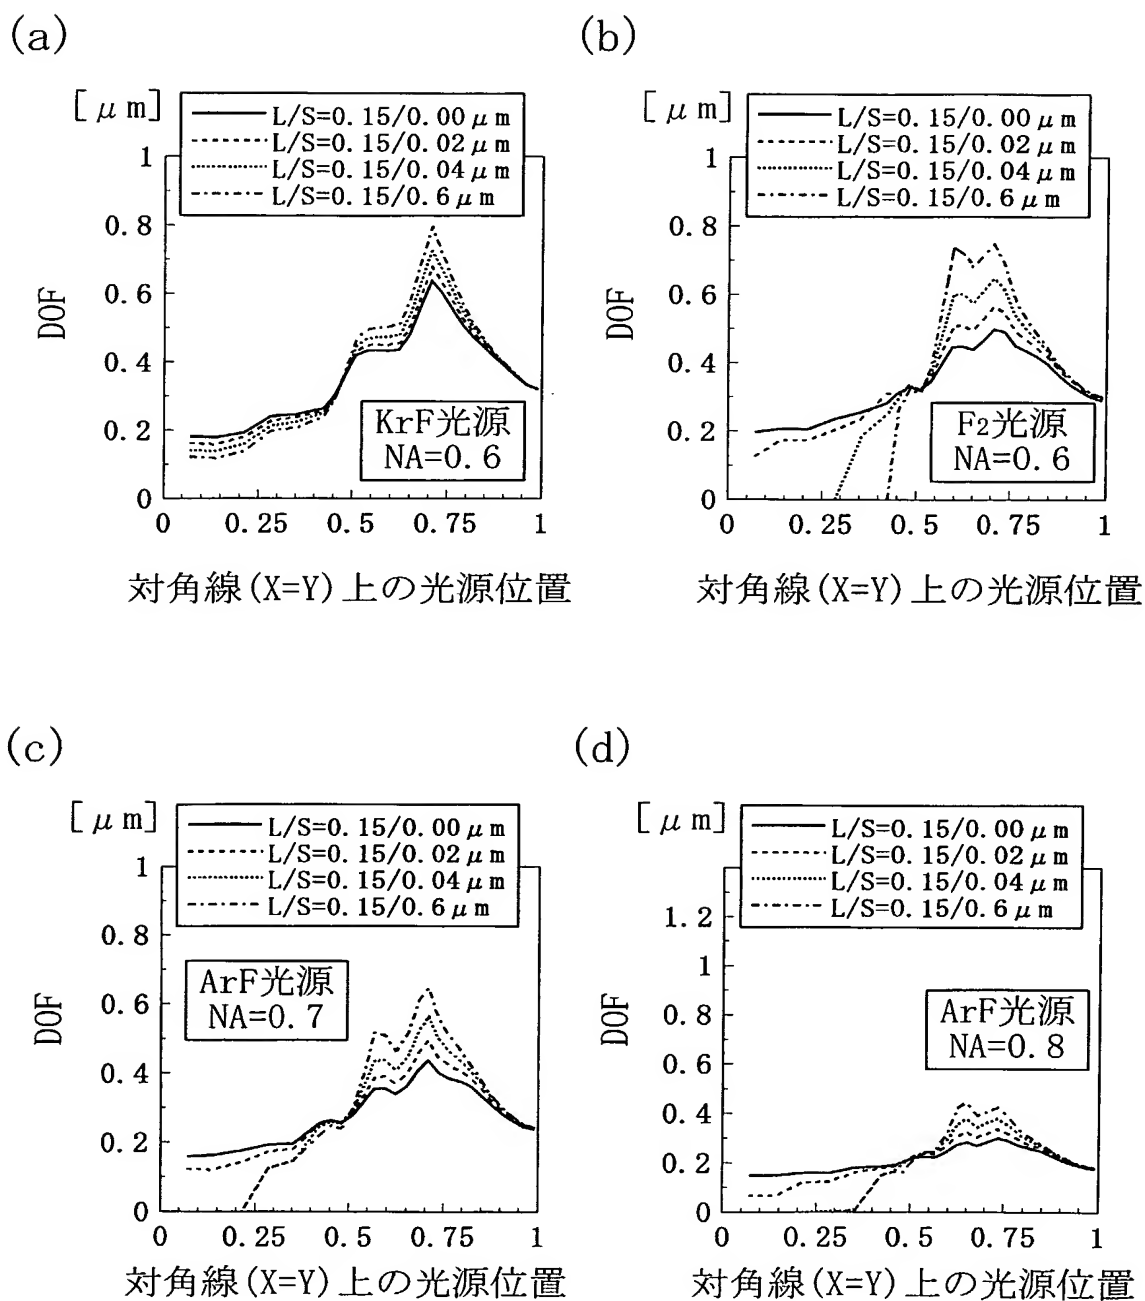 (a)
[μm]
L/S=0.15/0.00μm
L/S=0.15/0.02μm
L/S=0.15/0.04μm
L/S=0.15/0.6μm
1
0.8
0.6
0.4
0.2
0
DOF
KrF光源
NA=0.6
0 0.25 0.5 0.75 1
対角線(X=Y)上の光源位置
(b)
[μm]
L/S=0.15/0.00μm
L/S=0.15/0.02μm
L/S=0.15/0.04μm
L/S=0.15/0.6μm
1
0.8
0.6
0.4
0.2
0
DOF
F2光源
NA=0.6
0 0.25 0.5 0.75 1
対角線(X=Y)上の光源位置
(c)
[μm]
L/S=0.15/0.00μm
L/S=0.15/0.02μm
L/S=0.15/0.04μm
L/S=0.15/0.6μm
1
0.8
0.6
0.4
0.2
0
DOF
ArF光源
NA=0.7
0 0.25 0.5 0.75 1
対角線(X=Y)上の光源位置
(d)
[μm]
L/S=0.15/0.00μm
L/S=0.15/0.02μm
L/S=0.15/0.04μm
L/S=0.15/0.6μm
1.2
1
0.8
0.6
0.4
0.2
0
DOF
ArF光源
NA=0.8
0 0.25 0.5 0.75 1
対角線(X=Y)上の光源位置